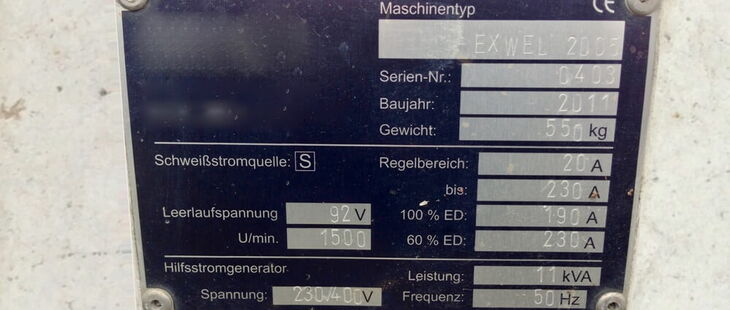 Maschinentyp CE
EXWEL 2005
Serien-Nr.: 0403
Baujahr: 2011
Gewicht: 550 kg
Schweißstromquelle: S Regelbereich: 20 A
bis: 230 A
Leerlaufspannung 92 V 100 % ED: 190 A
U/min. 1500 60 % ED: 230 A
Hilfsstromgenerator Leistung: 11 kVA
Spannung: 230/400 V Frequenz: 50 Hz